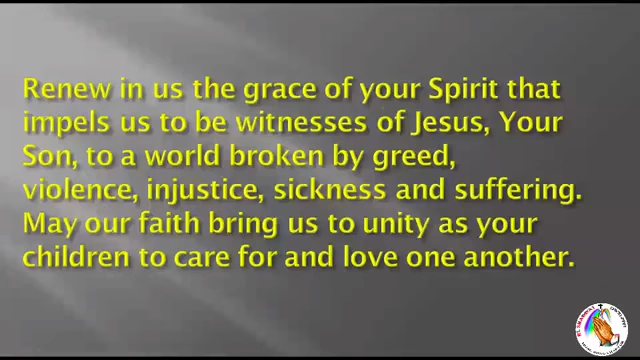 Renew in us the grace of your Spirit that
impels us to be witnesses of Jesus, Your
Son, to a world broken by greed,
violence, injustice, sickness and suffering.
May our faith bring us to unity as your
children to care for and love one another.